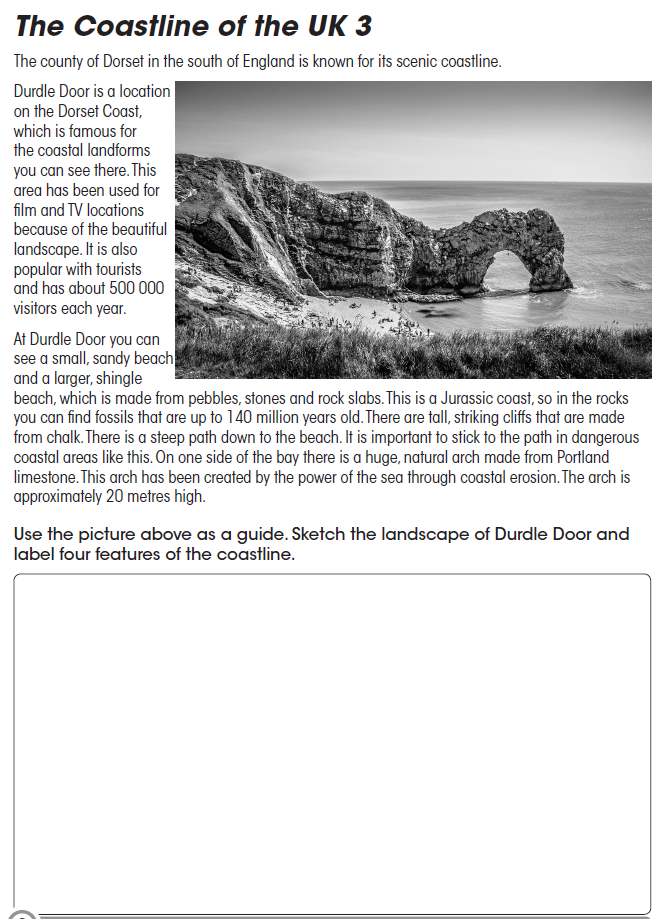 The Coastline of the UK 3
The county of Dorset in the south of England is known for its scenic coastline.
Durdle Door is a location
on the Dorset Coast,
which is famous for
the coastal landforms
you can see there. This
area has been used for
film and TV locations
because of the beautiful
landscape. It is also
popular with tourists
and has about 500 000
visitors each year.
At Durdle Door you can
see a small, sandy beach
and a larger, shingle
beach, which is made from pebbles, stones and rock slabs. This is a Jurassic coast, so in the rocks
you can find fossils that are up to 140 million years old. There are tall, striking cliffs that are made
from chalk. There is a steep path down to the beach. It is important to stick to the path in dangerous
coastal areas like this. On one side of the bay there is a huge, natural arch made from Portland
limestone. This arch has been created by the power of the sea through coastal erosion. The arch is
approximately 20 metres high.
Use the picture above as a guide. Sketch the landscape of Durdle Door and
label four features of the coastline.